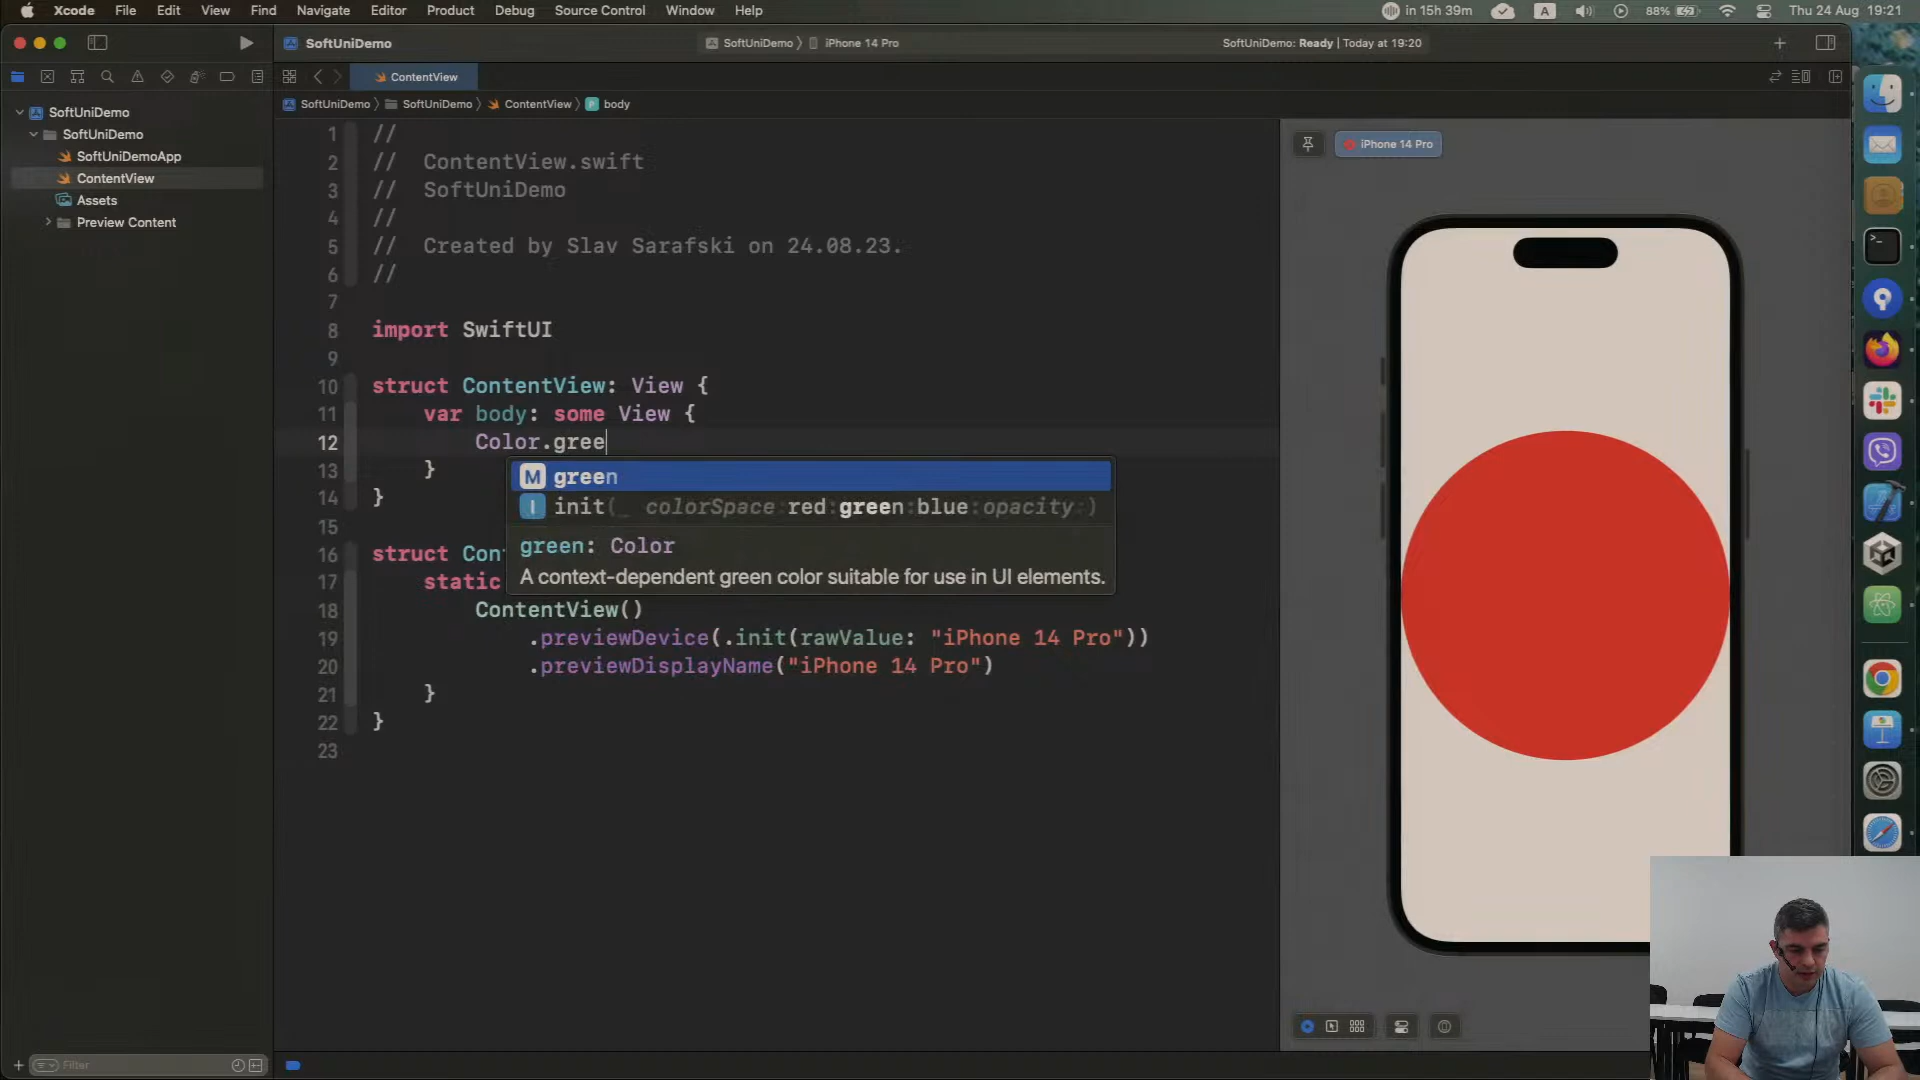 Xcode File Edit View Find Navigate Editor Product Debug Source Control Window Help
in 15h 39m A 88% Thu 24 Aug 19:21
SoftUniDemo
SoftUniDemo iPhone 14 Pro
SoftUniDemo: Ready | Today at 19:20
ContentView
SoftUniDemo SoftUniDemo ContentView body
SoftUniDemo
SoftUniDemo
SoftUniDemoApp
ContentView
Assets
Preview Content
1 //
2 // ContentView.swift
3 // SoftUniDemo
4 //
5 // Created by Slav Sarafski on 24.08.23.
6 //
7
8 import SwiftUI
9
10 struct ContentView: View {
11 var body: some View {
12 Color.gree
13 }
14 }
15
16 struct Con
17 static
18 ContentView()
19 .previewDevice(.init(rawValue: "iPhone 14 Pro"))
20 .previewDisplayName("iPhone 14 Pro")
21 }
22 }
23
M green
I init(_ colorSpace:red:green:blue:opacity:)
green: Color
A context-dependent green color suitable for use in UI elements.
iPhone 14 Pro
Filter